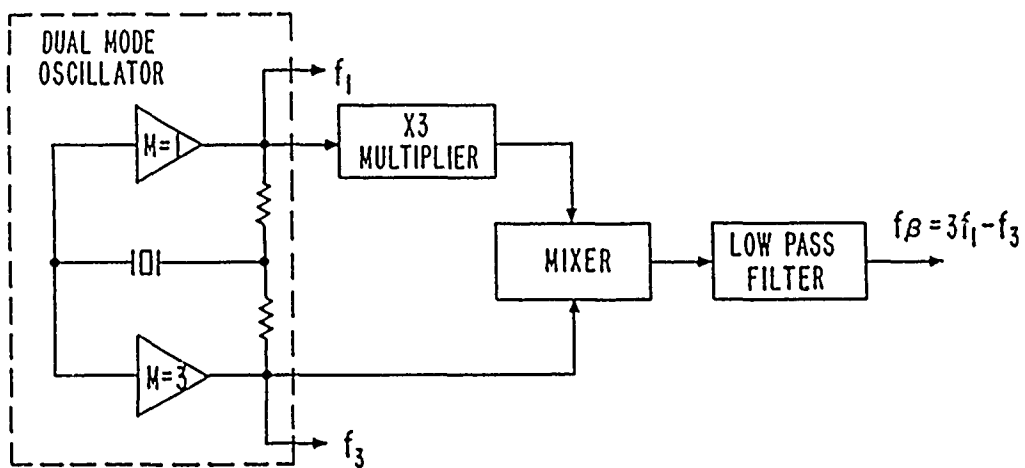 DUAL MODE
OSCILLATOR
f₁
M=1
X3
MULTIPLIER
MIXER
LOW PASS
FILTER
fβ = 3f₁-f₃
M=3
f₃